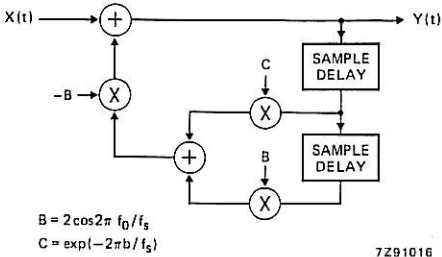 X(t)
+
Y(t)
SAMPLE
DELAY
C
-B
X
X
+
SAMPLE
DELAY
B
X
B = 2cos2π f₀/fₛ
C = exp(-2πb/fₛ)
7Z91016